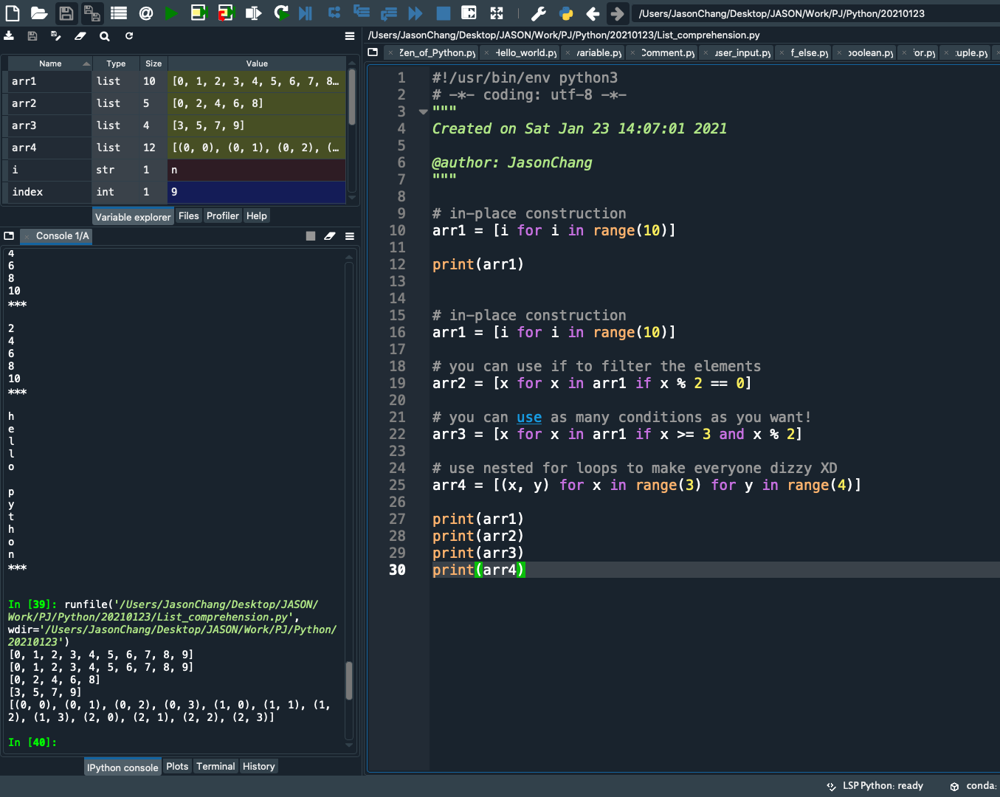 /Users/JasonChang/Desktop/JASON/Work/PJ/Python/20210123
/Users/JasonChang/Desktop/JASON/Work/PJ/Python/20210123/List_comprehension.py
Name Type Size Value
arr1 list 10 [0, 1, 2, 3, 4, 5, 6, 7, 8…
arr2 list 5 [0, 2, 4, 6, 8]
arr3 list 4 [3, 5, 7, 9]
arr4 list 12 [(0, 0), (0, 1), (0, 2), (…
i str 1 n
index int 1 9
Variable explorer Files Profiler Help
Console 1/A
4
6
8
10
***
2
4
6
8
10
***
h
e
l
l
o
p
y
t
h
o
n
***
In [39]: runfile('/Users/JasonChang/Desktop/JASON/
Work/PJ/Python/20210123/List_comprehension.py',
wdir='/Users/JasonChang/Desktop/JASON/Work/PJ/Python/
20210123')
[0, 1, 2, 3, 4, 5, 6, 7, 8, 9]
[0, 1, 2, 3, 4, 5, 6, 7, 8, 9]
[0, 2, 4, 6, 8]
[3, 5, 7, 9]
[(0, 0), (0, 1), (0, 2), (0, 3), (1, 0), (1, 1), (1,
2), (1, 3), (2, 0), (2, 1), (2, 2), (2, 3)]
In [40]:
IPython console Plots Terminal History
Zen_of_Python.py Hello_world.py variable.py Comment.py user_input.py if_else.py boolean.py for.py tuple.py
1 #!/usr/bin/env python3
2 # -*- coding: utf-8 -*-
3 """
4 Created on Sat Jan 23 14:07:01 2021
5
6 @author: JasonChang
7 """
8
9 # in-place construction
10 arr1 = [i for i in range(10)]
11
12 print(arr1)
13
14
15 # in-place construction
16 arr1 = [i for i in range(10)]
17
18 # you can use if to filter the elements
19 arr2 = [x for x in arr1 if x % 2 == 0]
20
21 # you can use as many conditions as you want!
22 arr3 = [x for x in arr1 if x >= 3 and x % 2]
23
24 # use nested for loops to make everyone dizzy XD
25 arr4 = [(x, y) for x in range(3) for y in range(4)]
26
27 print(arr1)
28 print(arr2)
29 print(arr3)
30 print(arr4)
LSP Python: ready conda: